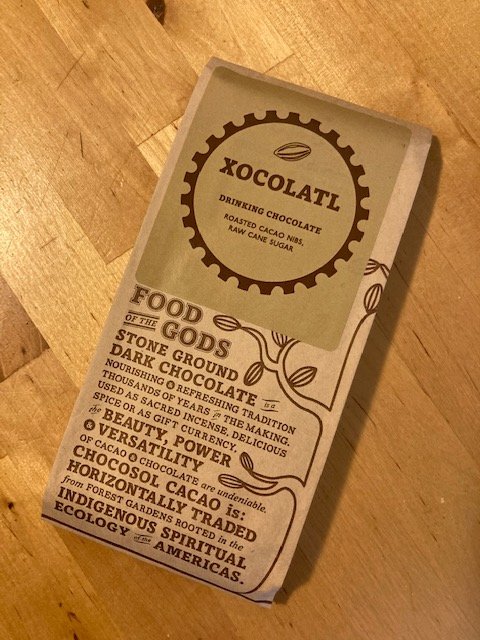 XOCOLATL
DRINKING CHOCOLATE
ROASTED CACAO NIBS,
RAW CANE SUGAR
FOOD
OF THE
GODS
STONE GROUND
DARK CHOCOLATE is a
NOURISHING & REFRESHING TRADITION
THOUSANDS OF YEARS in THE MAKING.
USED AS SACRED INCENSE, DELICIOUS
SPICE OR AS GIFT CURRENCY,
the BEAUTY, POWER
& VERSATILITY
OF CACAO & CHOCOLATE are undeniable.
CHOCOSOL CACAO is:
HORIZONTALLY TRADED
from FOREST GARDENS ROOTED in the
INDIGENOUS SPIRITUAL
ECOLOGY of the AMERICAS.